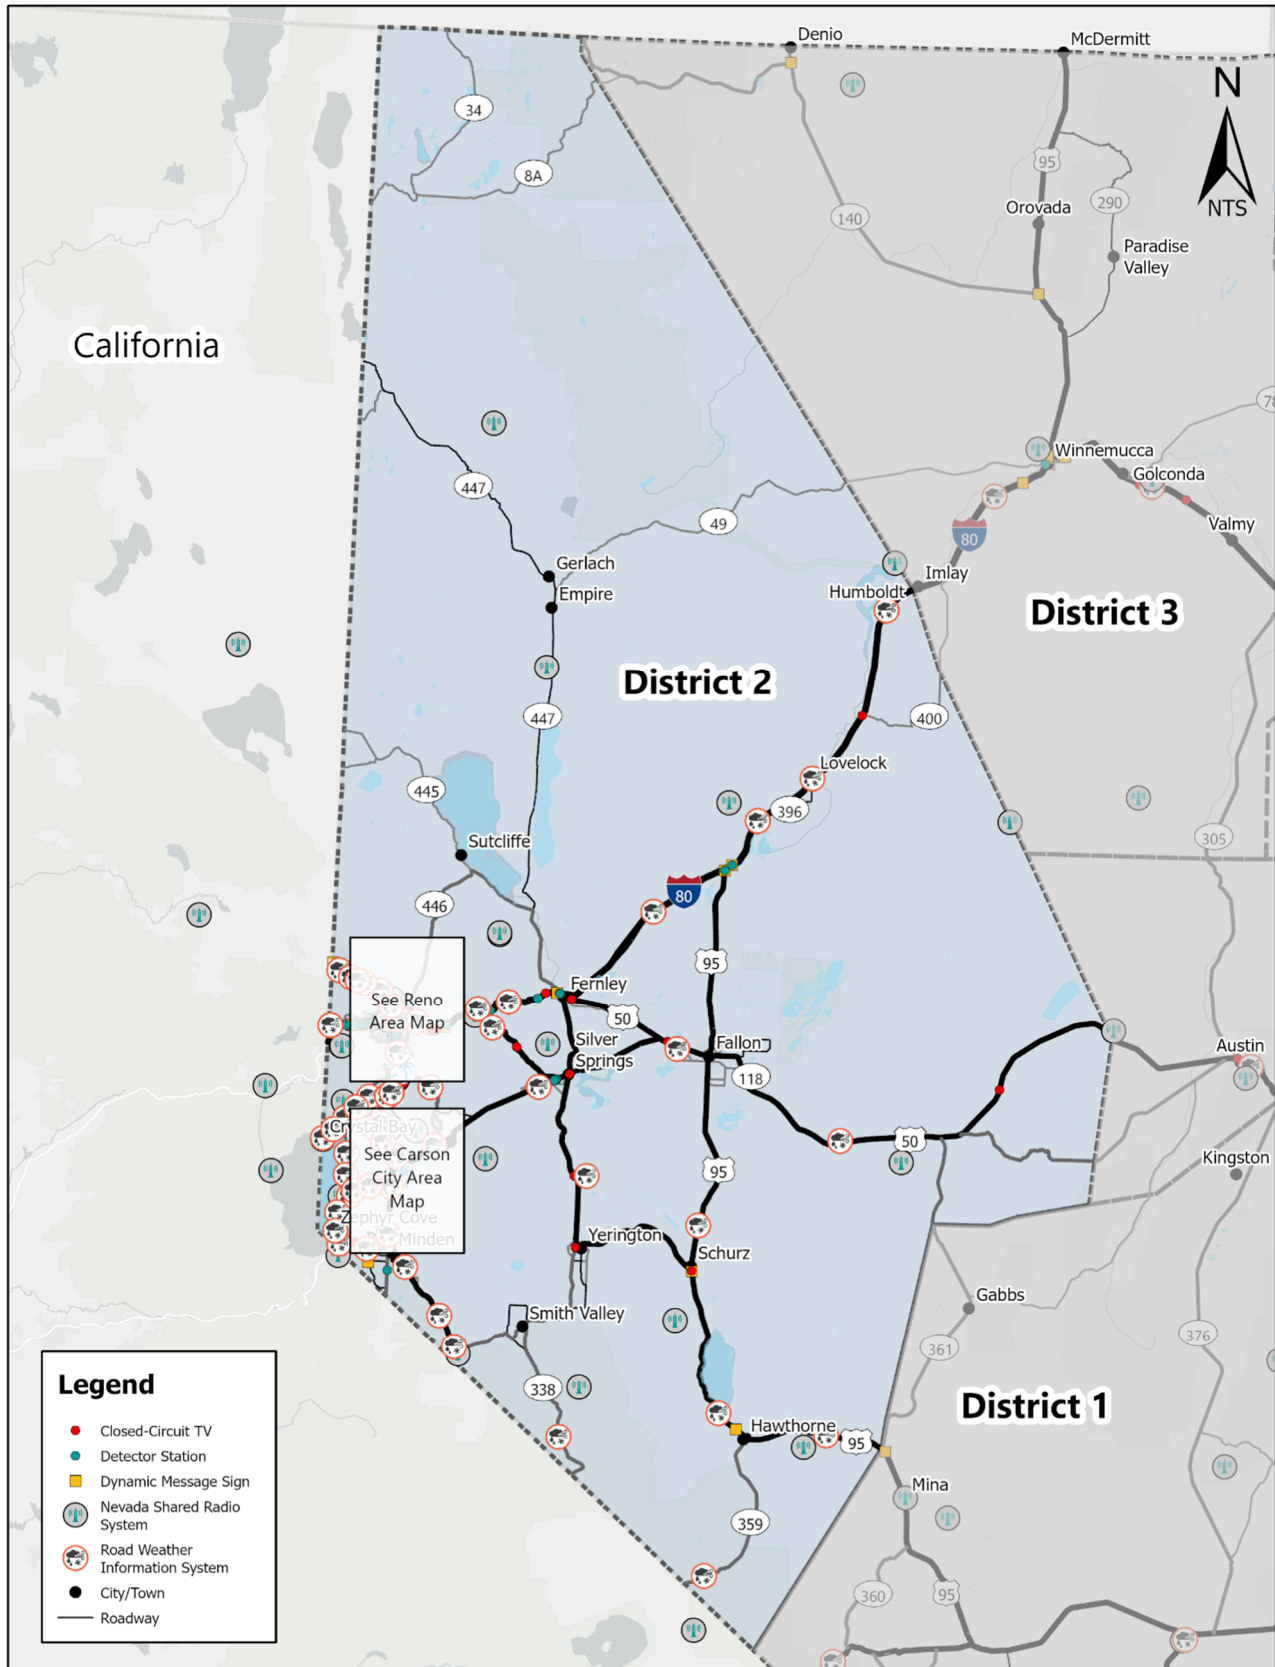 Denio
McDermitt
N
NTS
34
8A
95
140
Orovada
290
Paradise
Valley
California
447
Winnemucca
Golconda
78
49
80
Valmy
Gerlach
Empire
Imlay
Humboldt
District 3
District 2
447
400
Lovelock
445
396
305
Sutcliffe
80
446
95
See Reno
Area Map
Fernley
50
Silver
Springs
Fallon
118
Austin
Crystal Bay
See Carson
City Area
Map
50
Kingston
95
Zephyr Cove
Minden
Yerington
Schurz
Smith Valley
Gabbs
376
361
338
District 1
Hawthorne
95
Mina
359
360
95
Legend
Closed-Circuit TV
Detector Station
Dynamic Message Sign
Nevada Shared Radio
System
Road Weather
Information System
City/Town
Roadway